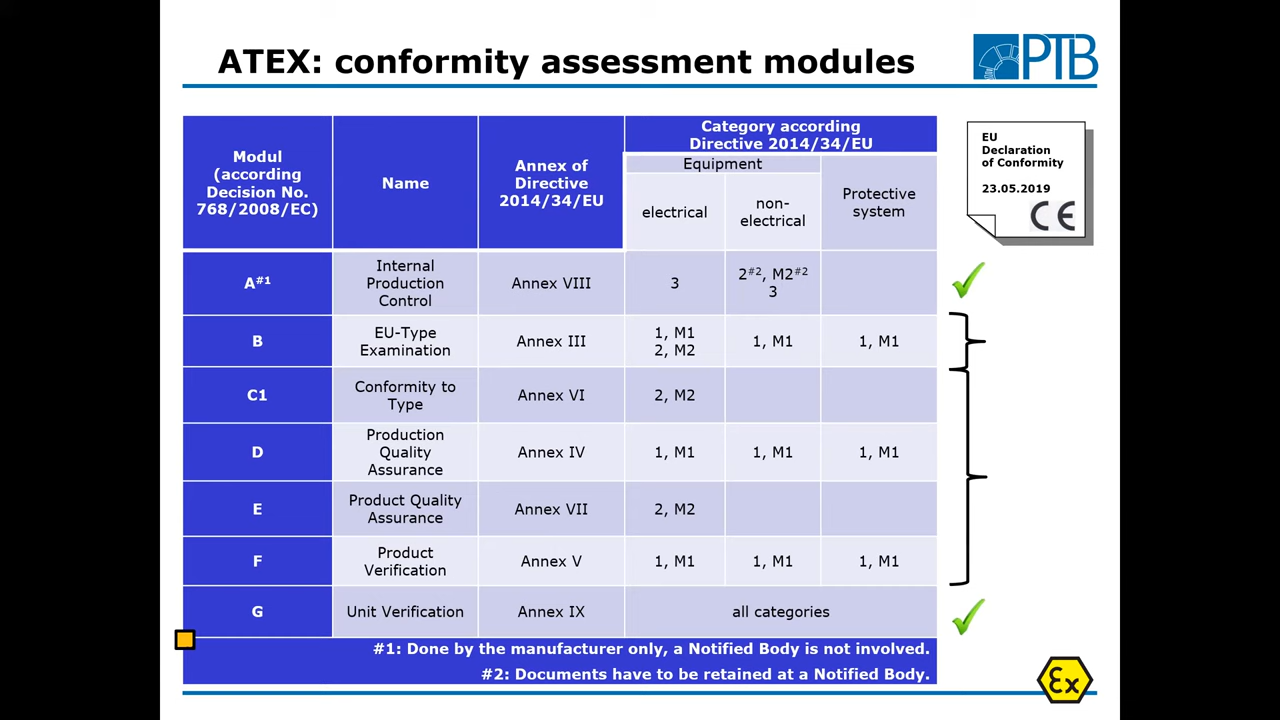 ATEX: conformity assessment modules
PTB
Modul
(according
Decision No.
768/2008/EC)
Name
Annex of
Directive
2014/34/EU
Category according
Directive 2014/34/EU
Equipment
electrical
non-
electrical
Protective
system
A#1
Internal
Production
Control
Annex VIII
3
2#2, M2#2
3
B
EU-Type
Examination
Annex III
1, M1
2, M2
1, M1
1, M1
C1
Conformity to
Type
Annex VI
2, M2
D
Production
Quality
Assurance
Annex IV
1, M1
1, M1
1, M1
E
Product Quality
Assurance
Annex VII
2, M2
F
Product
Verification
Annex V
1, M1
1, M1
1, M1
G
Unit Verification
Annex IX
all categories
#1: Done by the manufacturer only, a Notified Body is not involved.
#2: Documents have to be retained at a Notified Body.
EU
Declaration
of Conformity
23.05.2019
CE
Ex